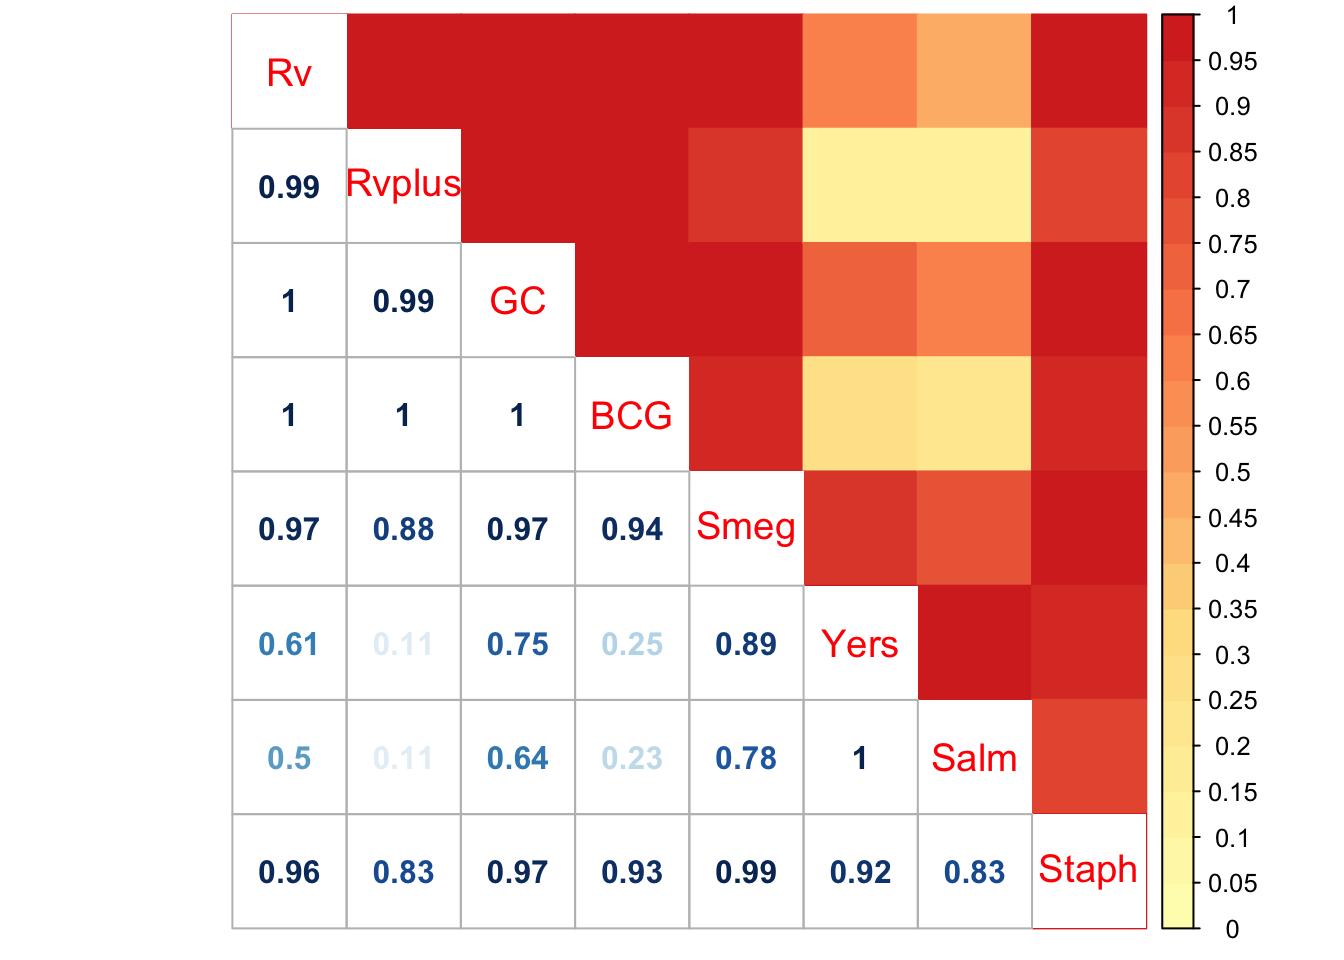 Rv
0.99 Rvplus
1 0.99 GC
1 1 1 BCG
0.97 0.88 0.97 0.94 Smeg
0.61 0.11 0.75 0.25 0.89 Yers
0.5 0.11 0.64 0.23 0.78 1 Salm
0.96 0.83 0.97 0.93 0.99 0.92 0.83 Staph
1
0.95
0.9
0.85
0.8
0.75
0.7
0.65
0.6
0.55
0.5
0.45
0.4
0.35
0.3
0.25
0.2
0.15
0.1
0.05
0